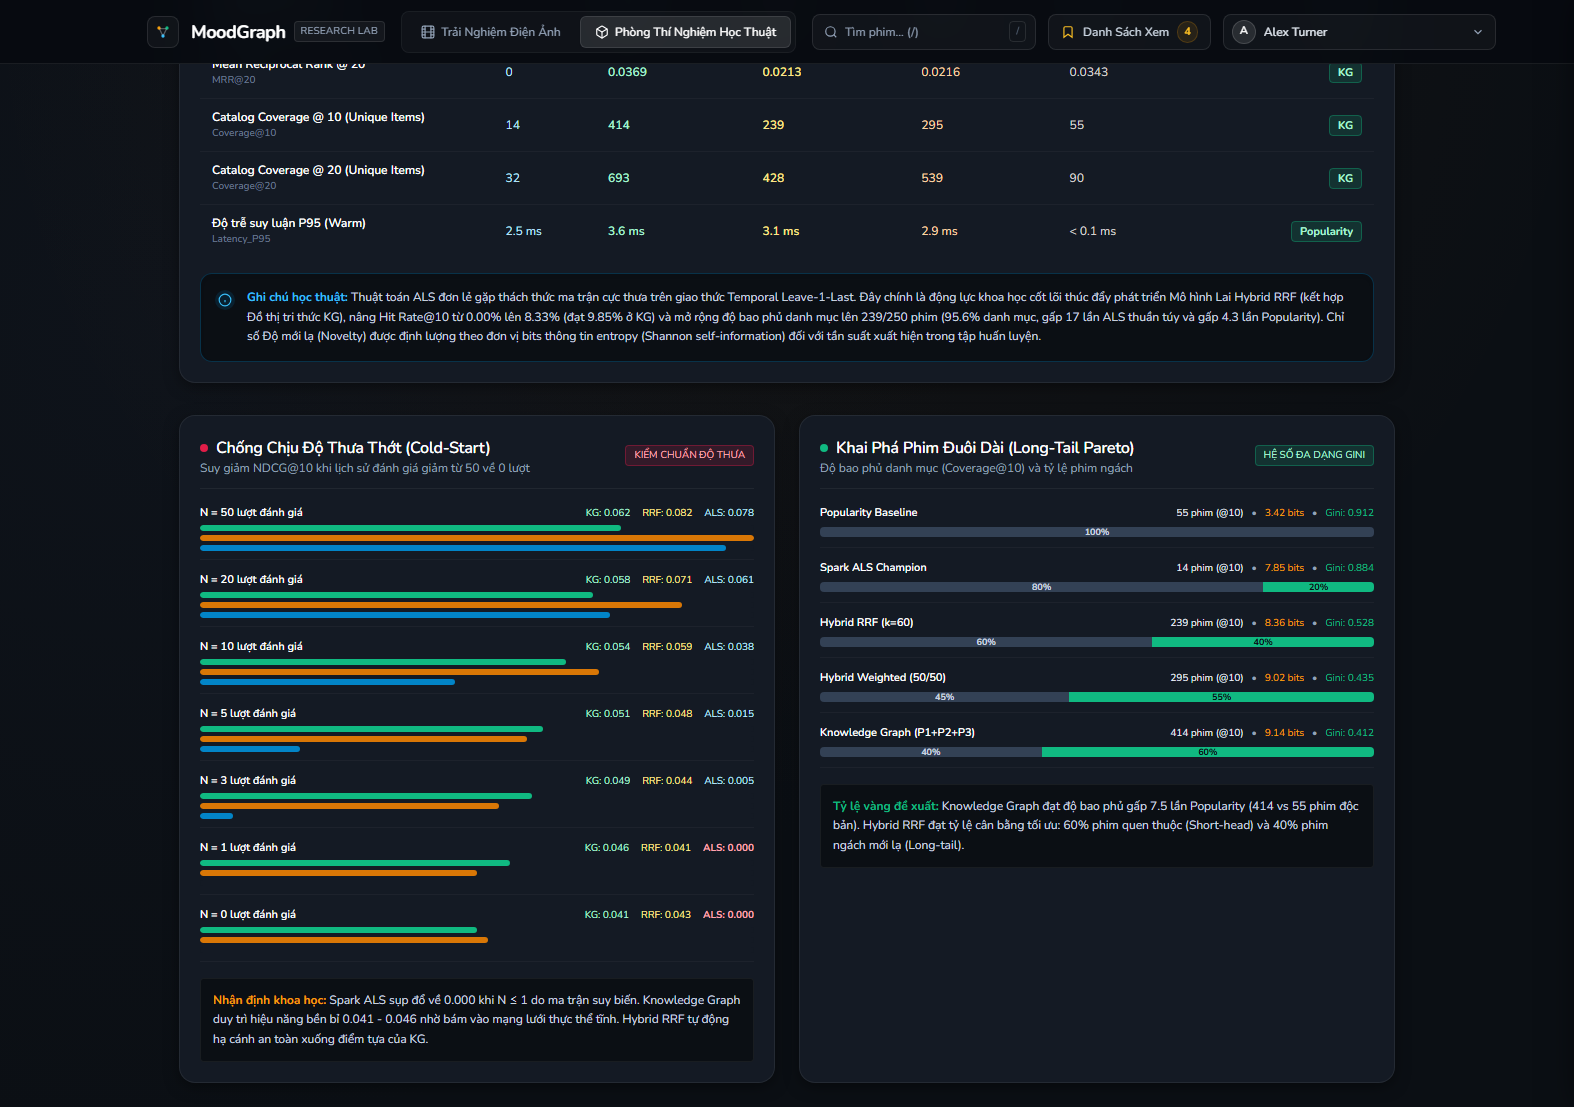 MoodGraph RESEARCH LAB
Trải Nghiệm Điện Ảnh
Phòng Thí Nghiệm Học Thuật
Tìm phim... (/) /
Danh Sách Xem 4
A Alex Turner
Mean Reciprocal Rank @ 20
MRR@20
0 0.0369 0.0213 0.0216 0.0343 KG
Catalog Coverage @ 10 (Unique Items)
Coverage@10
14 414 239 295 55 KG
Catalog Coverage @ 20 (Unique Items)
Coverage@20
32 693 428 539 90 KG
Độ trễ suy luận P95 (Warm)
Latency_P95
2.5 ms 3.6 ms 3.1 ms 2.9 ms < 0.1 ms Popularity
Ghi chú học thuật: Thuật toán ALS đơn lẻ gặp thách thức ma trận cực thưa trên giao thức Temporal Leave-1-Last. Đây chính là động lực khoa học cốt lõi thúc đẩy phát triển Mô hình Lai Hybrid RRF (kết hợp
Đồ thị tri thức KG), nâng Hit Rate@10 từ 0.00% lên 8.33% (đạt 9.85% ở KG) và mở rộng độ bao phủ danh mục lên 239/250 phim (95.6% danh mục, gấp 17 lần ALS thuần túy và gấp 4.3 lần Popularity). Chỉ
số Độ mới lạ (Novelty) được định lượng theo đơn vị bits thông tin entropy (Shannon self-information) đối với tần suất xuất hiện trong tập huấn luyện.
Chống Chịu Độ Thưa Thớt (Cold-Start)
Suy giảm NDCG@10 khi lịch sử đánh giá giảm từ 50 về 0 lượt
KIỂM CHUẨN ĐỘ THƯA
N = 50 lượt đánh giá KG: 0.062 RRF: 0.082 ALS: 0.078
N = 20 lượt đánh giá KG: 0.058 RRF: 0.071 ALS: 0.061
N = 10 lượt đánh giá KG: 0.054 RRF: 0.059 ALS: 0.038
N = 5 lượt đánh giá KG: 0.051 RRF: 0.048 ALS: 0.015
N = 3 lượt đánh giá KG: 0.049 RRF: 0.044 ALS: 0.005
N = 1 lượt đánh giá KG: 0.046 RRF: 0.041 ALS: 0.000
N = 0 lượt đánh giá KG: 0.041 RRF: 0.043 ALS: 0.000
Nhận định khoa học: Spark ALS sụp đổ về 0.000 khi N ≤ 1 do ma trận suy biến. Knowledge Graph
duy trì hiệu năng bền bỉ 0.041 - 0.046 nhờ bám vào mạng lưới thực thể tĩnh. Hybrid RRF tự động
hạ cánh an toàn xuống điểm tựa của KG.
Khai Phá Phim Đuôi Dài (Long-Tail Pareto)
Độ bao phủ danh mục (Coverage@10) và tỷ lệ phim ngách
HỆ SỐ ĐA DẠNG GINI
Popularity Baseline 55 phim (@10) • 3.42 bits • Gini: 0.912
100%
Spark ALS Champion 14 phim (@10) • 7.85 bits • Gini: 0.884
80% 20%
Hybrid RRF (k=60) 239 phim (@10) • 8.36 bits • Gini: 0.528
60% 40%
Hybrid Weighted (50/50) 295 phim (@10) • 9.02 bits • Gini: 0.435
45% 55%
Knowledge Graph (P1+P2+P3) 414 phim (@10) • 9.14 bits • Gini: 0.412
40% 60%
Tỷ lệ vàng đề xuất: Knowledge Graph đạt độ bao phủ gấp 7.5 lần Popularity (414 vs 55 phim độc
bản). Hybrid RRF đạt tỷ lệ cân bằng tối ưu: 60% phim quen thuộc (Short-head) và 40% phim
ngách mới lạ (Long-tail).